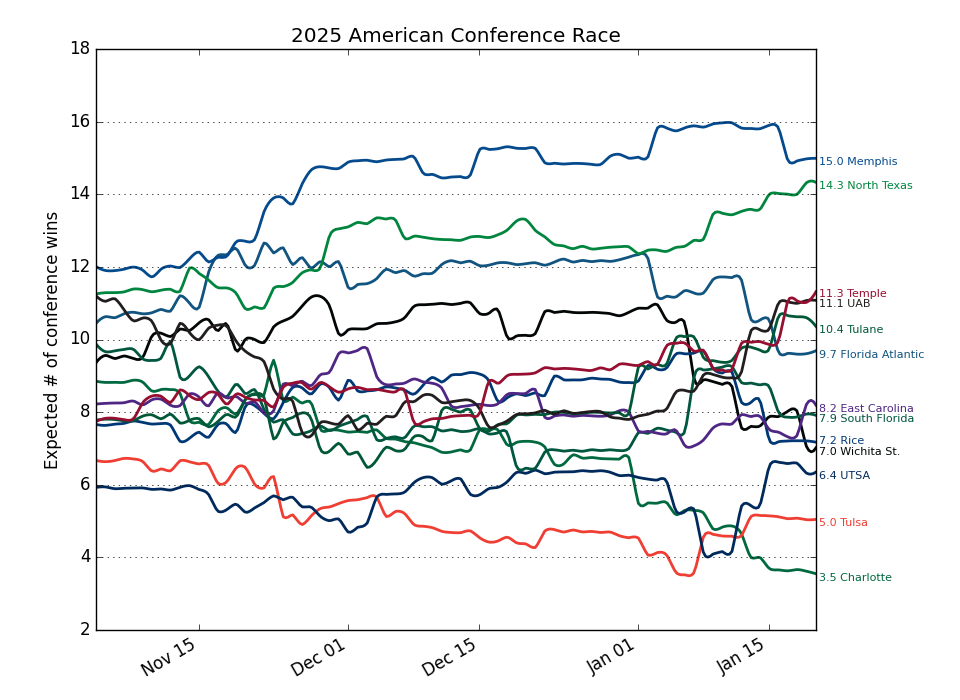 2025 American Conference Race
Expected # of conference wins
18
16
14
12
10
8
6
4
2
15.0 Memphis
14.3 North Texas
11.3 Temple
11.1 UAB
10.4 Tulane
9.7 Florida Atlantic
8.2 East Carolina
7.9 South Florida
7.2 Rice
7.0 Wichita St.
6.4 UTSA
5.0 Tulsa
3.5 Charlotte
Nov 15
Dec 01
Dec 15
Jan 01
Jan 15